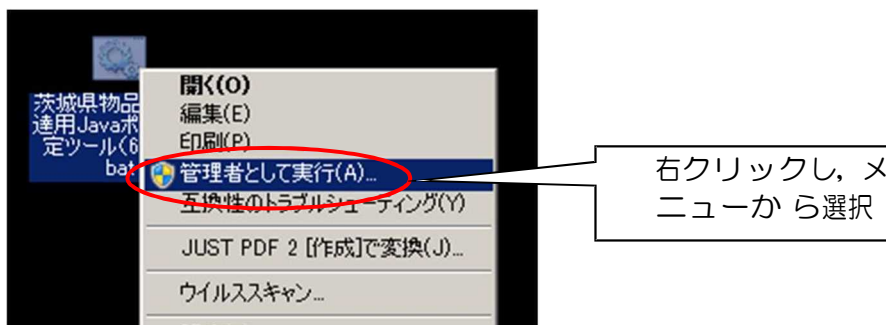 開く(O)
茨城県物品
達用Javaポ
定ツール(6
bat
編集(E)
印刷(P)
管理者として実行(A)...
互換性のトラブルシューティング(Y)
JUST PDF 2 [作成]で変換(J)...
ウイルススキャン...
右クリックし，メ
ニューか ら選択